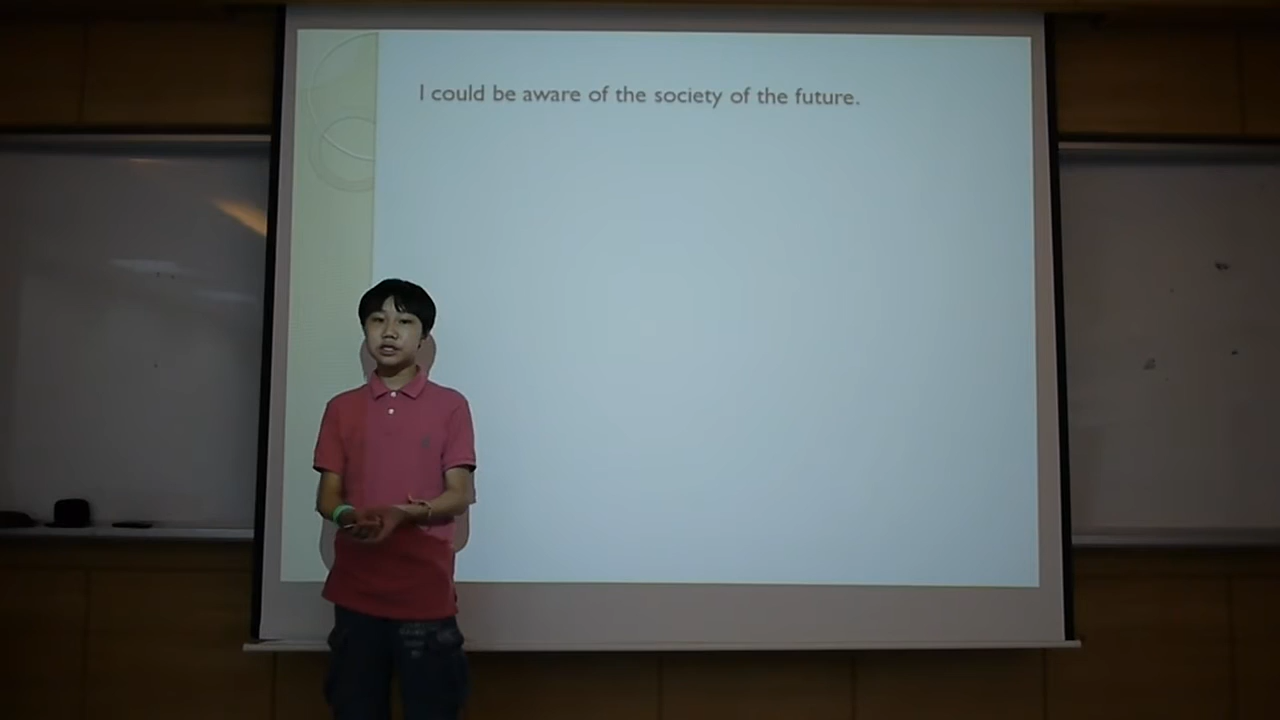 I could be aware of the society of the future.